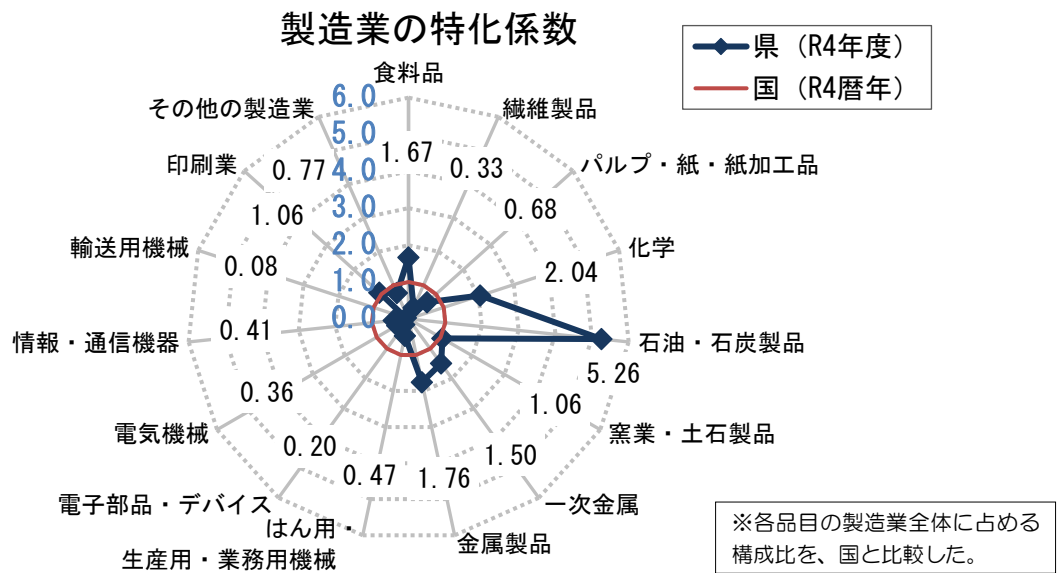 製造業の特化係数
県（R4年度）
国（R4暦年）
食料品
繊維製品
パルプ・紙・紙加工品
化学
石油・石炭製品
窯業・土石製品
一次金属
金属製品
はん用・
生産用・業務用機械
電子部品・デバイス
電気機械
情報・通信機器
輸送用機械
印刷業
その他の製造業
6.0
5.0
4.0
3.0
2.0
1.0
0.0
1.67
0.33
0.68
2.04
5.26
1.06
1.50
1.76
0.47
0.20
0.36
0.41
0.08
1.06
0.77
※各品目の製造業全体に占める
構成比を、国と比較した。